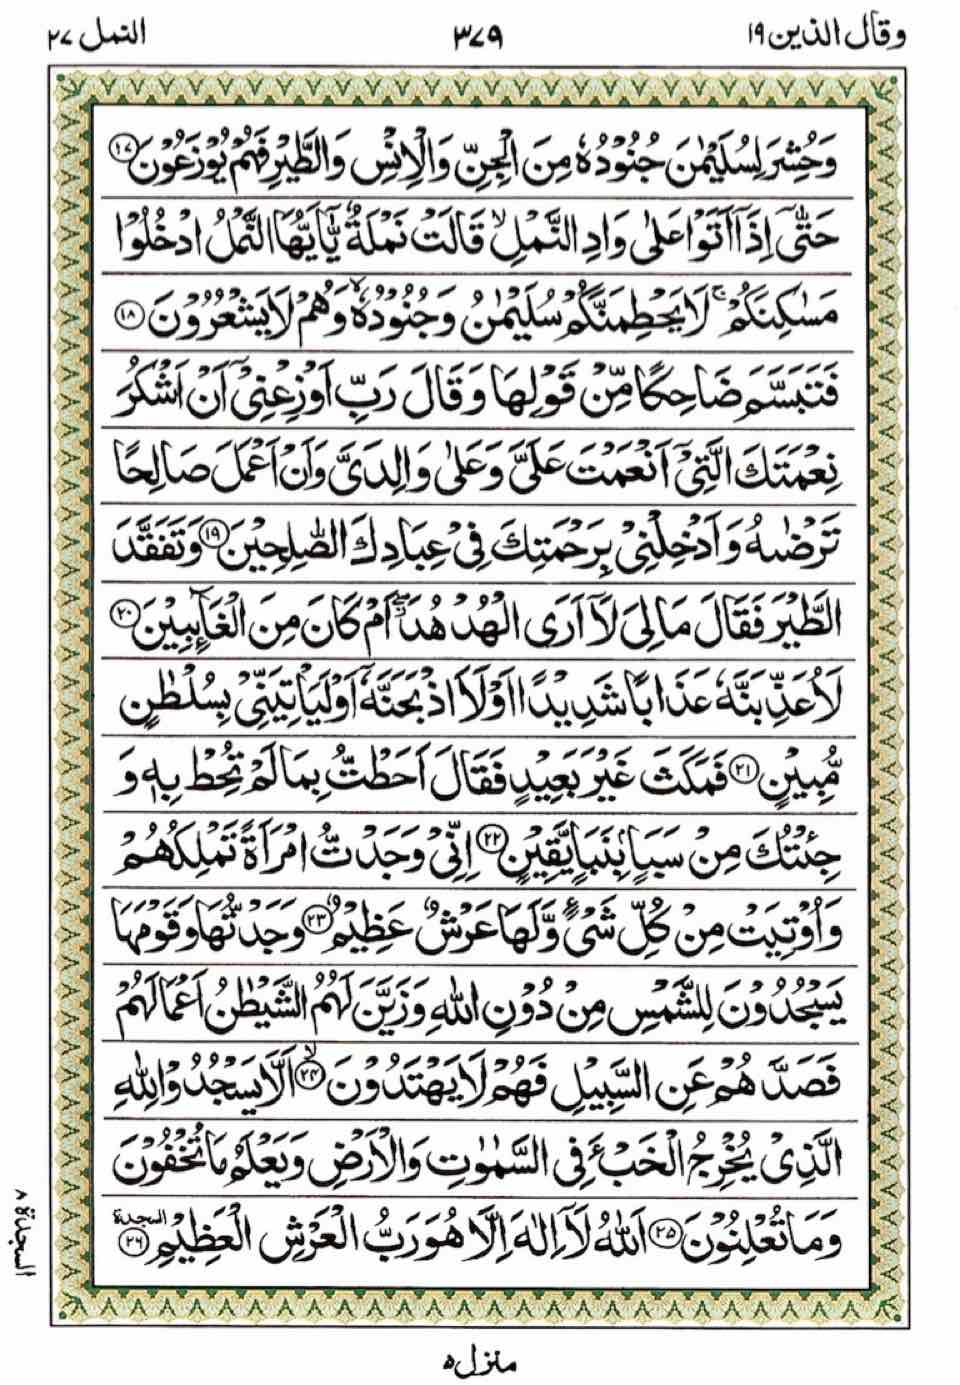 وقال الذين ١٩
٣٧٩
النمل ٢٧
وَحُشِرَ لِسُلَيْمٰنَ جُنُوْدُهٗ مِنَ الْجِنِّ وَالْاِنْسِ وَالطَّيْرِ فَهُمْ يُوْزَعُوْنَ ۝١٧
حَتّٰۤى اِذَاۤ اَتَوْا عَلٰى وَادِ النَّمْلِ ۙ قَالَتْ نَمْلَةٌ يّٰۤاَيُّهَا النَّمْلُ ادْخُلُوْا
مَسٰكِنَكُمْ ۚ لَا يَحْطِمَنَّكُمْ سُلَيْمٰنُ وَجُنُوْدُهٗ ۙ وَهُمْ لَا يَشْعُرُوْنَ ۝١٨
فَتَبَسَّمَ ضَاحِكًا مِّنْ قَوْلِهَا وَقَالَ رَبِّ اَوْزِعْنِيْۤ اَنْ اَشْكُرَ
نِعْمَتَكَ الَّتِيْۤ اَنْعَمْتَ عَلَيَّ وَعَلٰى وَالِدَيَّ وَاَنْ اَعْمَلَ صَالِحًا
تَرْضٰىهُ وَاَدْخِلْنِيْ بِرَحْمَتِكَ فِيْ عِبَادِكَ الصّٰلِحِيْنَ ۝١٩ وَتَفَقَّدَ
الطَّيْرَ فَقَالَ مَا لِيَ لَاۤ اَرَى الْهُدْهُدَ ۖ اَمْ كَانَ مِنَ الْغَآئِبِيْنَ ۝٢٠
لَاُعَذِّبَنَّهٗ عَذَابًا شَدِيْدًا اَوْ لَاَا۟ذْبَحَنَّهٗۤ اَوْ لَيَاْتِيَنِّيْ بِسُلْطٰنٍ
مُّبِيْنٍ ۝٢١ فَمَكَثَ غَيْرَ بَعِيْدٍ فَقَالَ اَحَطْتُّ بِمَا لَمْ تُحِطْ بِهٖ وَ
جِئْتُكَ مِنْ سَبَاٍۭ بِنَبَاٍ يَّقِيْنٍ ۝٢٢ اِنِّيْ وَجَدْتُّ امْرَاَةً تَمْلِكُهُمْ
وَاُوْتِيَتْ مِنْ كُلِّ شَيْءٍ وَّلَهَا عَرْشٌ عَظِيْمٌ ۝٢٣ وَجَدْتُّهَا وَقَوْمَهَا
يَسْجُدُوْنَ لِلشَّمْسِ مِنْ دُوْنِ اللّٰهِ وَزَيَّنَ لَهُمُ الشَّيْطٰنُ اَعْمَالَهُمْ
فَصَدَّهُمْ عَنِ السَّبِيْلِ فَهُمْ لَا يَهْتَدُوْنَ ۙ۝٢٤ اَلَّا يَسْجُدُوْا لِلّٰهِ
الَّذِيْ يُخْرِجُ الْخَبْءَ فِي السَّمٰوٰتِ وَالْاَرْضِ وَيَعْلَمُ مَا تُخْفُوْنَ
وَمَا تُعْلِنُوْنَ ۝٢٥ اَللّٰهُ لَاۤ اِلٰهَ اِلَّا هُوَ رَبُّ الْعَرْشِ الْعَظِيْمِ ۝٢٦ السجدة
السجدة ٨
منزل ٥